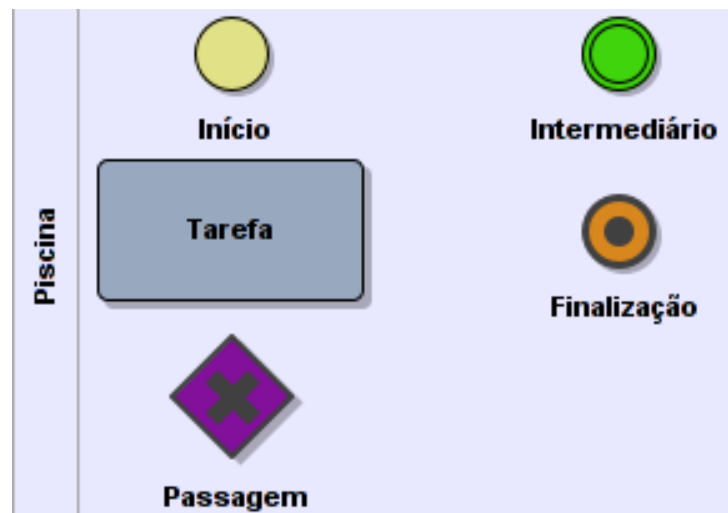 Piscina
Início
Intermediário
Tarefa
Finalização
Passagem